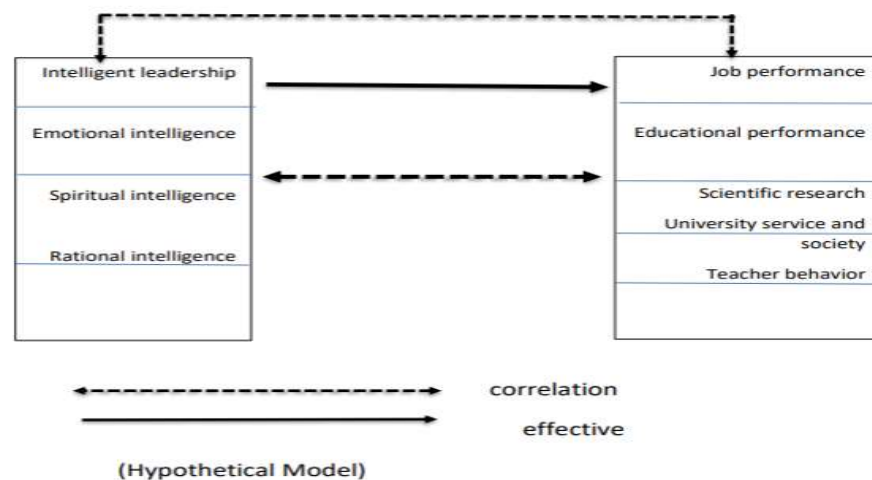 Intelligent leadership
Emotional intelligence
Spiritual intelligence
Rational intelligence
Job performance
Educational performance
Scientific research
University service and
society
Teacher behavior
correlation
effective
(Hypothetical Model)